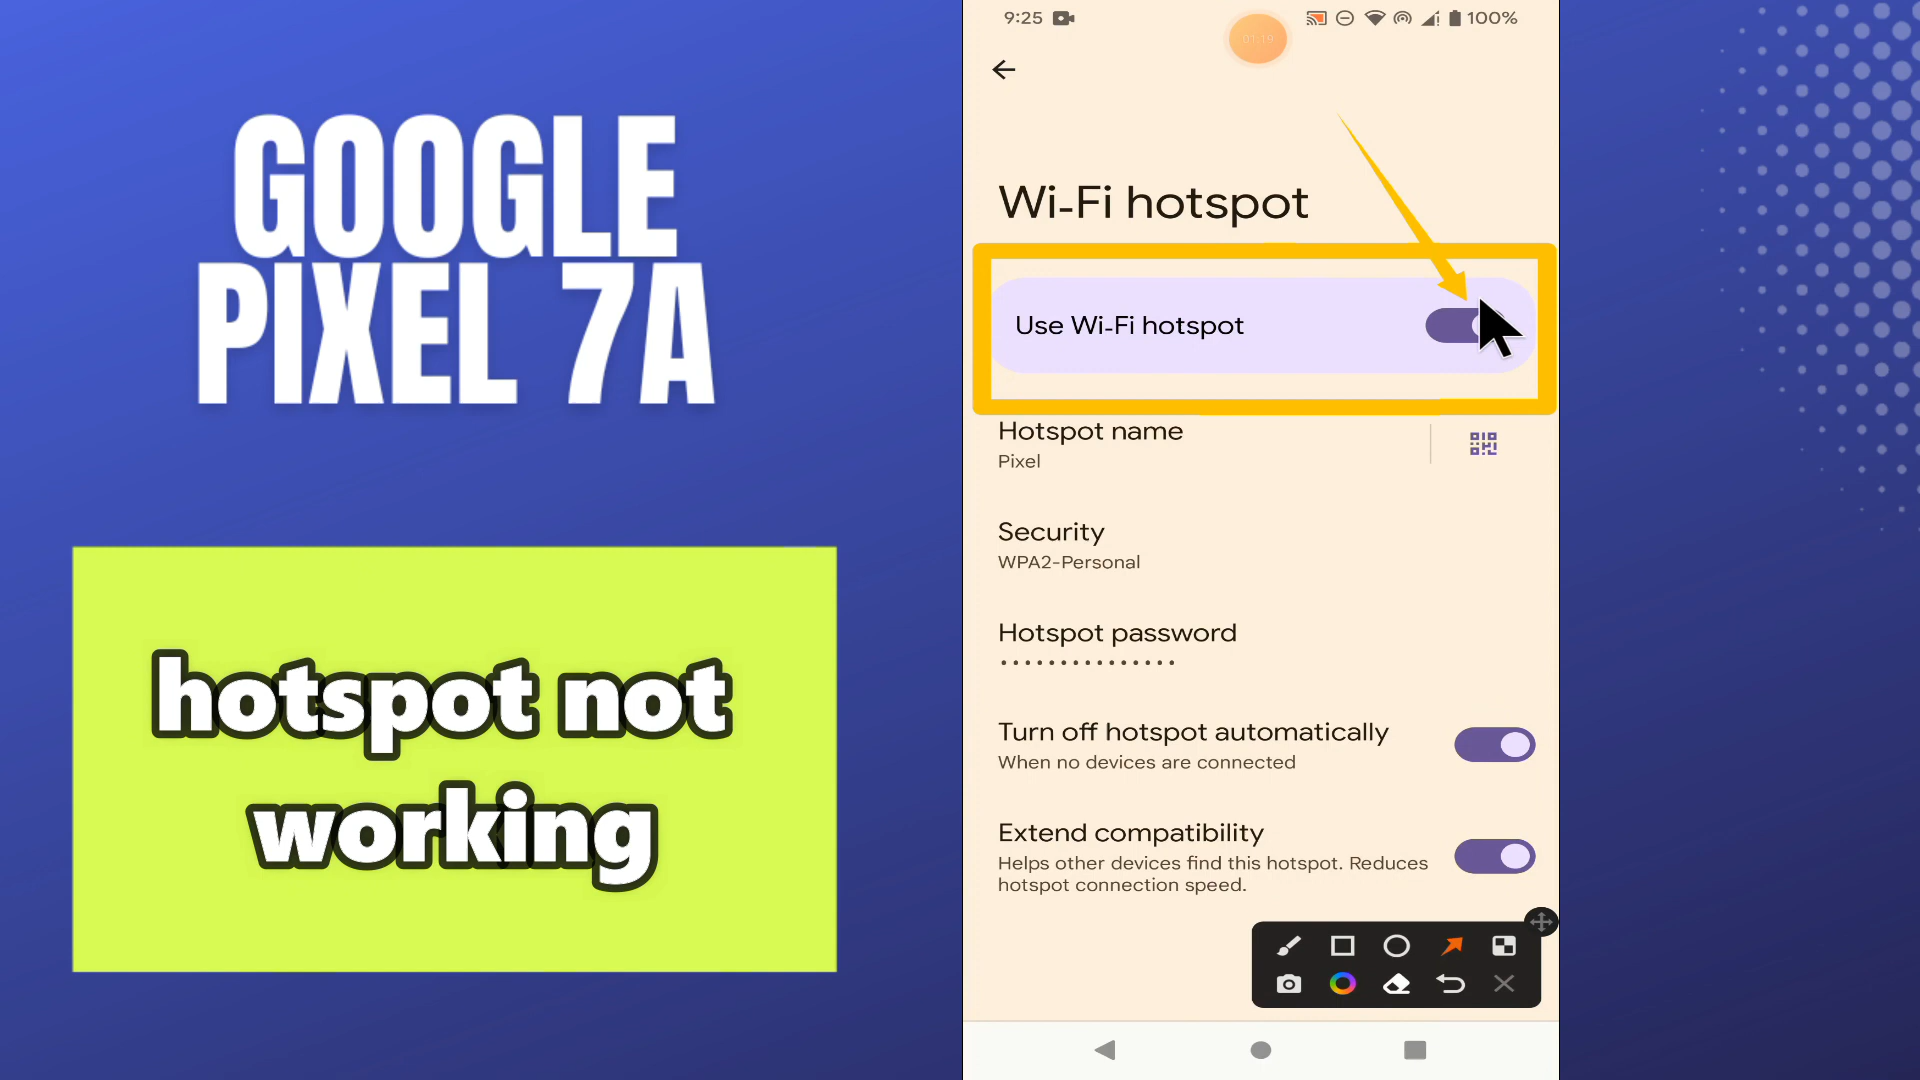 GOOGLE
PIXEL 7A
hotspot not
working
9:25
100%
01:19
Wi-Fi hotspot
Use Wi-Fi hotspot
Hotspot name
Pixel
Security
WPA2-Personal
Hotspot password
•••••••••••••••
Turn off hotspot automatically
When no devices are connected
Extend compatibility
Helps other devices find this hotspot. Reduces
hotspot connection speed.